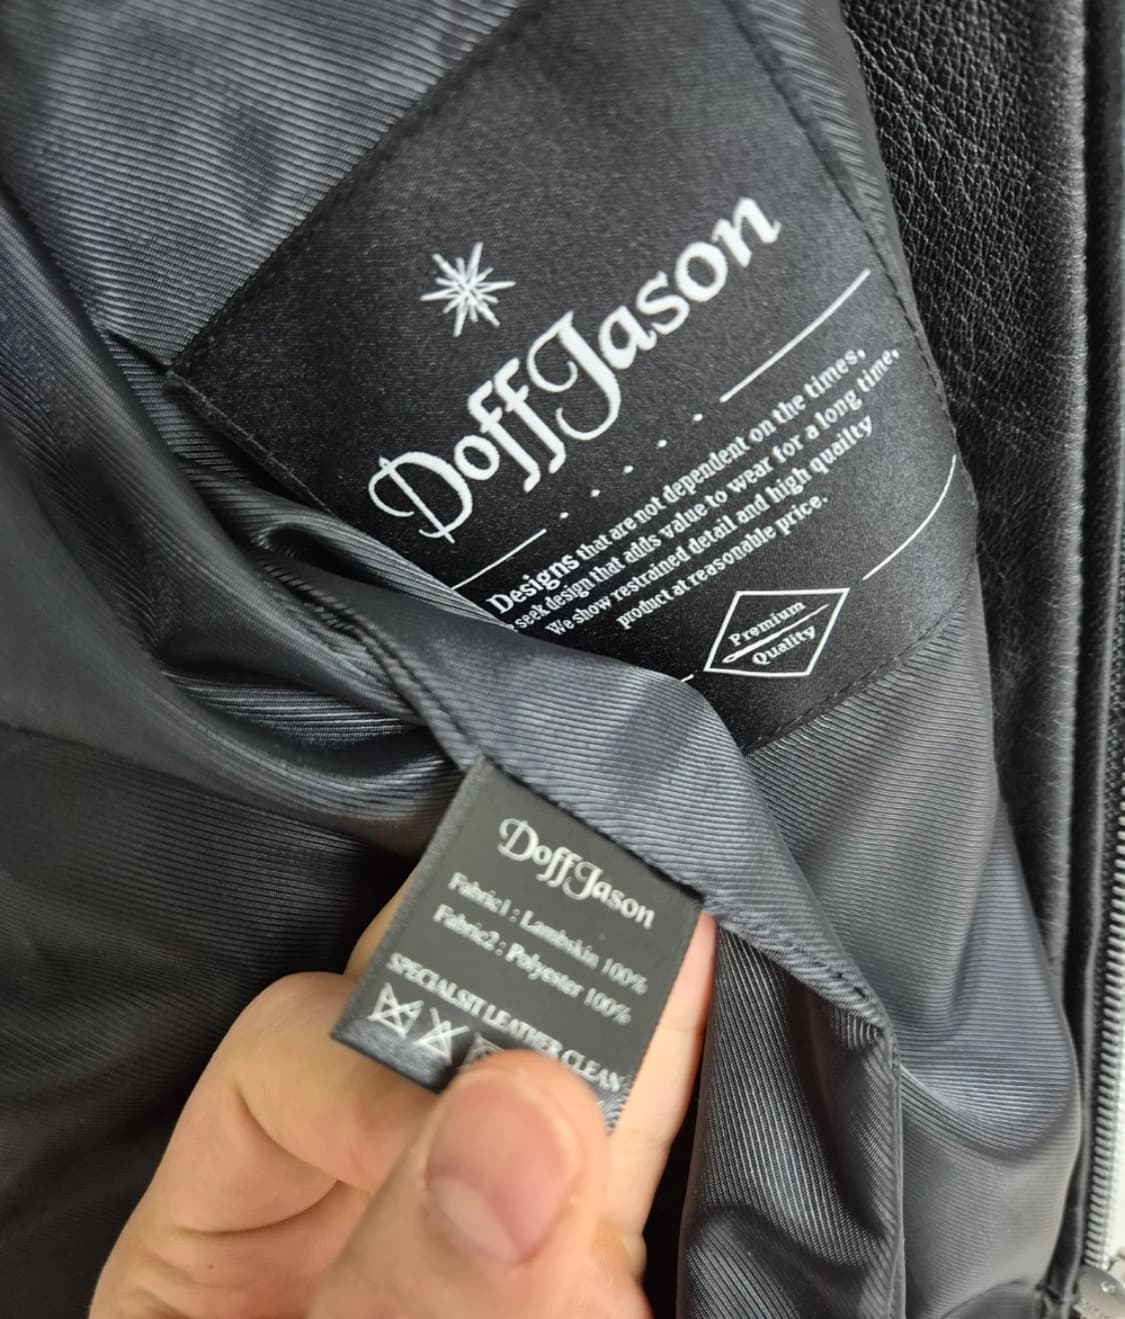 DoffJason
Designs that are not dependent on the times,
seek design that adds value to wear for a long time.
We show restrained detail and high quailty
product at reasonable price.
Premium
Quality
DoffJason
Fabric1 : Lambskin 100%
Fabric2 : Polyester 100%
SPECIALSIT LEATHER CLEAN